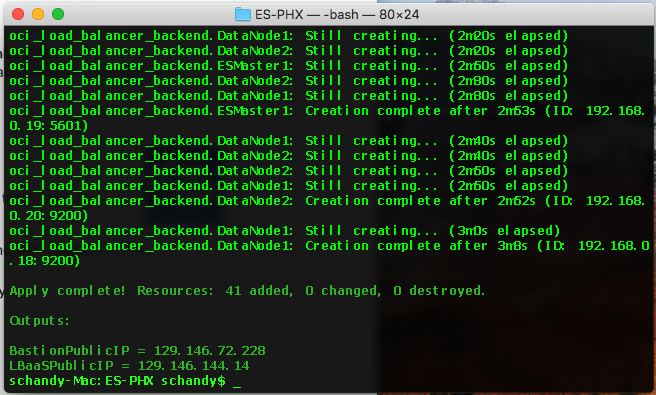 ES-PHX — -bash — 80×24
oci_load_balancer_backend.DataNode1: Still creating... (2m20s elapsed)
oci_load_balancer_backend.DataNode2: Still creating... (2m20s elapsed)
oci_load_balancer_backend.ESMaster1: Still creating... (2m50s elapsed)
oci_load_balancer_backend.DataNode2: Still creating... (2m30s elapsed)
oci_load_balancer_backend.DataNode1: Still creating... (2m30s elapsed)
oci_load_balancer_backend.ESMaster1: Creation complete after 2m53s (ID: 192.168.
0.19:5601)
oci_load_balancer_backend.DataNode1: Still creating... (2m40s elapsed)
oci_load_balancer_backend.DataNode2: Still creating... (2m40s elapsed)
oci_load_balancer_backend.DataNode2: Still creating... (2m50s elapsed)
oci_load_balancer_backend.DataNode1: Still creating... (2m50s elapsed)
oci_load_balancer_backend.DataNode2: Creation complete after 2m52s (ID: 192.168.
0.20:9200)
oci_load_balancer_backend.DataNode1: Still creating... (3m0s elapsed)
oci_load_balancer_backend.DataNode1: Creation complete after 3m3s (ID: 192.168.0
.18:9200)
Apply complete! Resources: 41 added, 0 changed, 0 destroyed.
Outputs:
BastionPublicIP = 129.146.72.228
LBaaSPublicIP = 129.146.144.14
schandy-Mac:ES-PHX schandy$ _